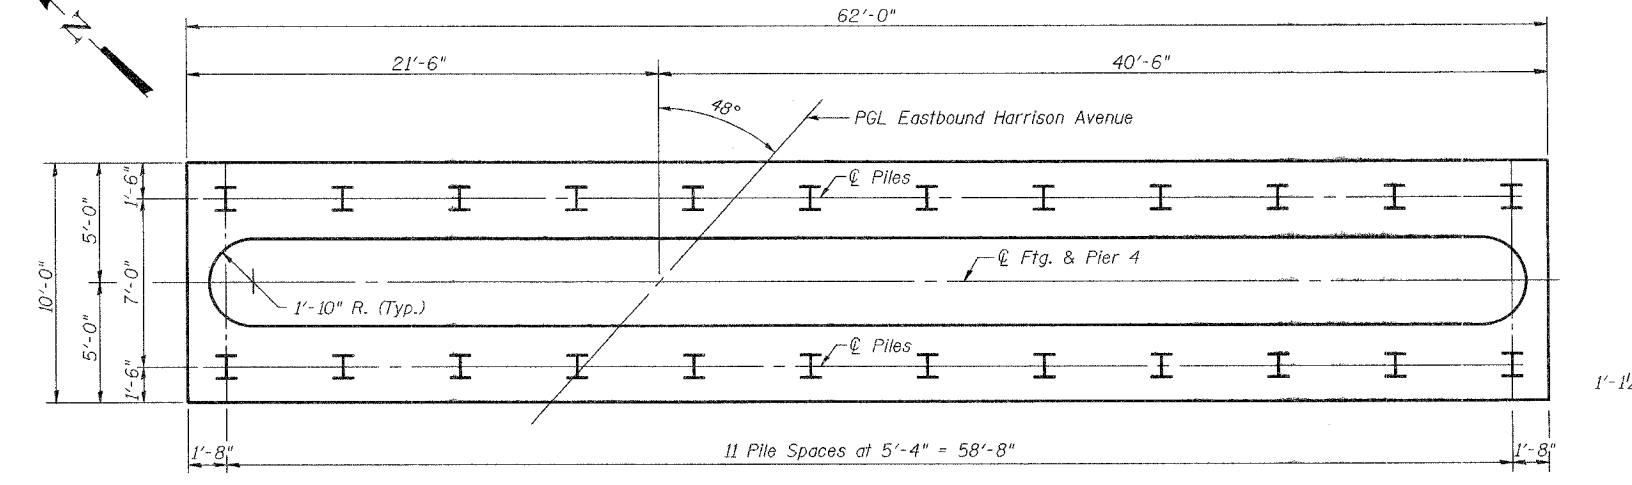 N
62'-0"
21'-6"
40'-6"
48°
PGL Eastbound Harrison Avenue
℄ Piles
1'-6"
5'-0"
10'-0"
7'-0"
5'-0"
1'-6"
℄ Ftg. & Pier 4
1'-10" R. (Typ.)
℄ Piles
1'-8"
11 Pile Spaces at 5'-4" = 58'-8"
1'-8"